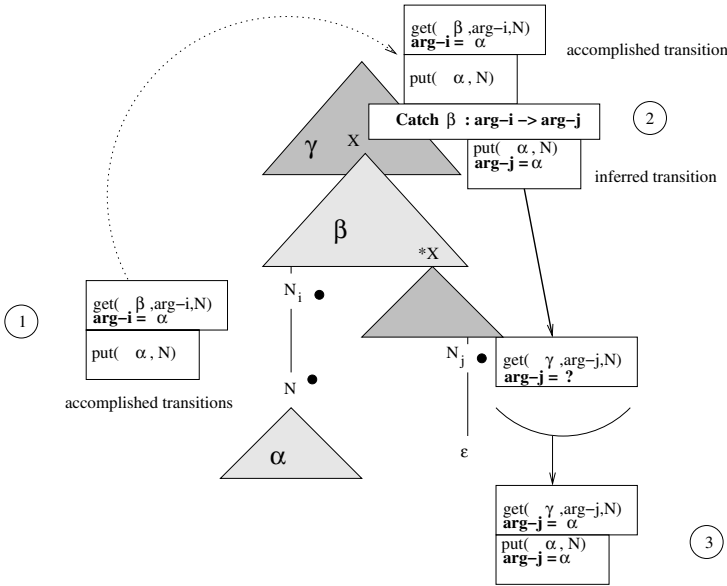 get( β ,arg−i,N)
arg−i = α
accomplished transition
put( α , N)
Catch β : arg−i −> arg−j
2
γ
X
put( α , N)
arg−j = α
inferred transition
β
*X
1
get( β ,arg−i,N)
arg−i = α
put( α , N)
accomplished transitions
N i
N
α
N j
ε
get( γ ,arg−j,N)
arg−j = ?
get( γ ,arg−j,N)
arg−j = α
put( α , N)
arg−j = α
3